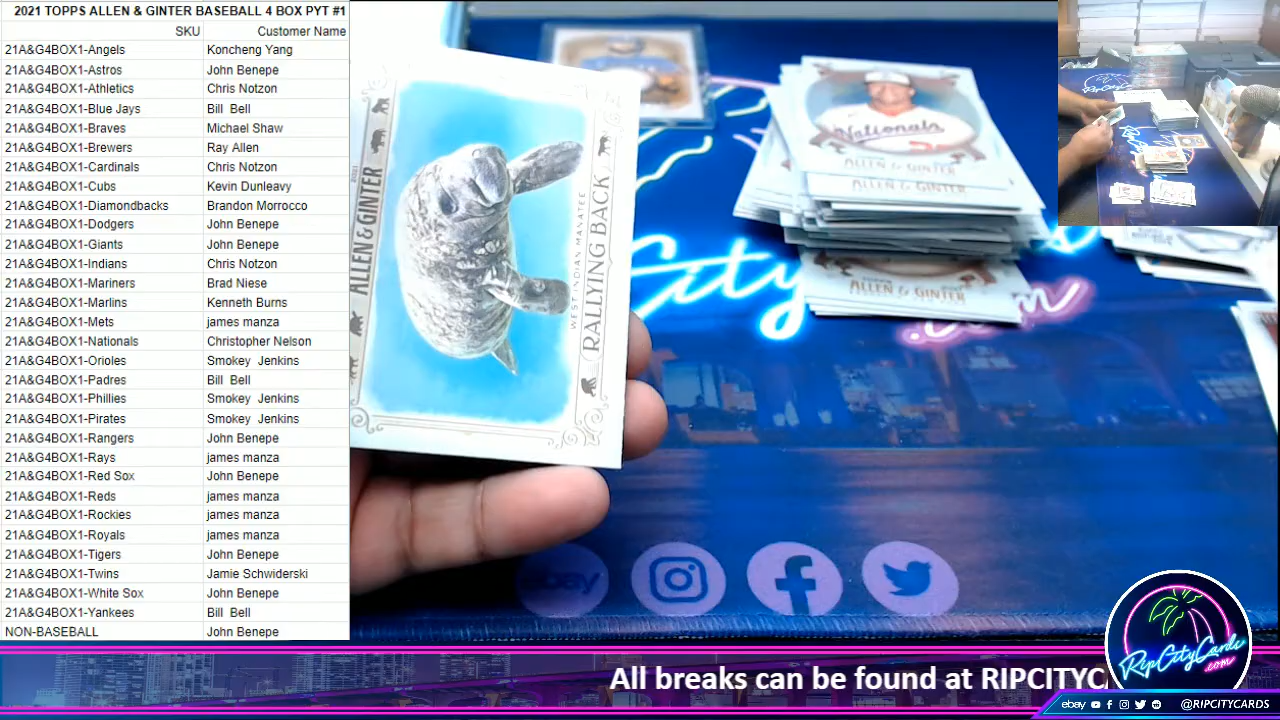 2021 TOPPS ALLEN & GINTER BASEBALL 4 BOX PYT #1
SKU Customer Name
21A&G4BOX1-Angels Koncheng Yang
21A&G4BOX1-Astros John Benepe
21A&G4BOX1-Athletics Chris Notzon
21A&G4BOX1-Blue Jays Bill Bell
21A&G4BOX1-Braves Michael Shaw
21A&G4BOX1-Brewers Ray Allen
21A&G4BOX1-Cardinals Chris Notzon
21A&G4BOX1-Cubs Kevin Dunleavy
21A&G4BOX1-Diamondbacks Brandon Morrocco
21A&G4BOX1-Dodgers John Benepe
21A&G4BOX1-Giants John Benepe
21A&G4BOX1-Indians Chris Notzon
21A&G4BOX1-Mariners Brad Niese
21A&G4BOX1-Marlins Kenneth Burns
21A&G4BOX1-Mets james manza
21A&G4BOX1-Nationals Christopher Nelson
21A&G4BOX1-Orioles Smokey Jenkins
21A&G4BOX1-Padres Bill Bell
21A&G4BOX1-Phillies Smokey Jenkins
21A&G4BOX1-Pirates Smokey Jenkins
21A&G4BOX1-Rangers John Benepe
21A&G4BOX1-Rays james manza
21A&G4BOX1-Red Sox John Benepe
21A&G4BOX1-Reds james manza
21A&G4BOX1-Rockies james manza
21A&G4BOX1-Royals james manza
21A&G4BOX1-Tigers John Benepe
21A&G4BOX1-Twins Jamie Schwiderski
21A&G4BOX1-White Sox John Benepe
21A&G4BOX1-Yankees Bill Bell
NON-BASEBALL John Benepe
2021
ALLEN & GINTER
WEST INDIAN MANATEE
RALLYING BACK
Nationals
ALLEN & GINTER
ALLEN & GINTER
ALLEN & GINTER
City
.com
ebay
All breaks can be found at RIPCITYC
RipCityCards
.com
ebay @RIPCITYCARDS